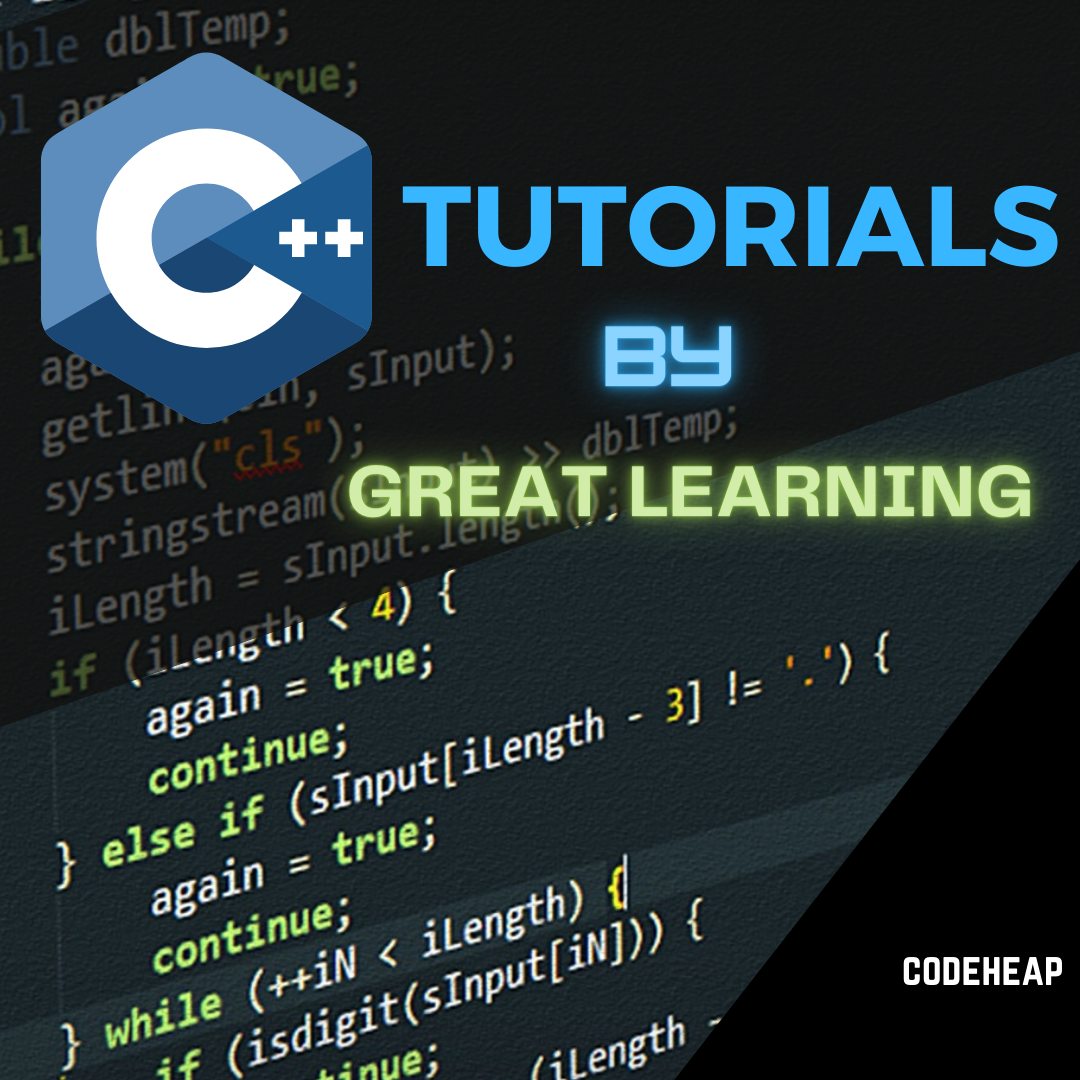 dblTemp;
true;
C++ TUTORIALS
BY
sInput);
GREAT LEARNING
system("cls");
>> dblTemp;
stringstream(
iLength = sInput.length();
if (iLength < 4) {
again = true;
continue;
} else if (sInput[iLength - 3] != '.') {
again = true;
continue;
} while (++iN < iLength) {
if (isdigit(sInput[iN])) {
(iLength
CODEHEAP